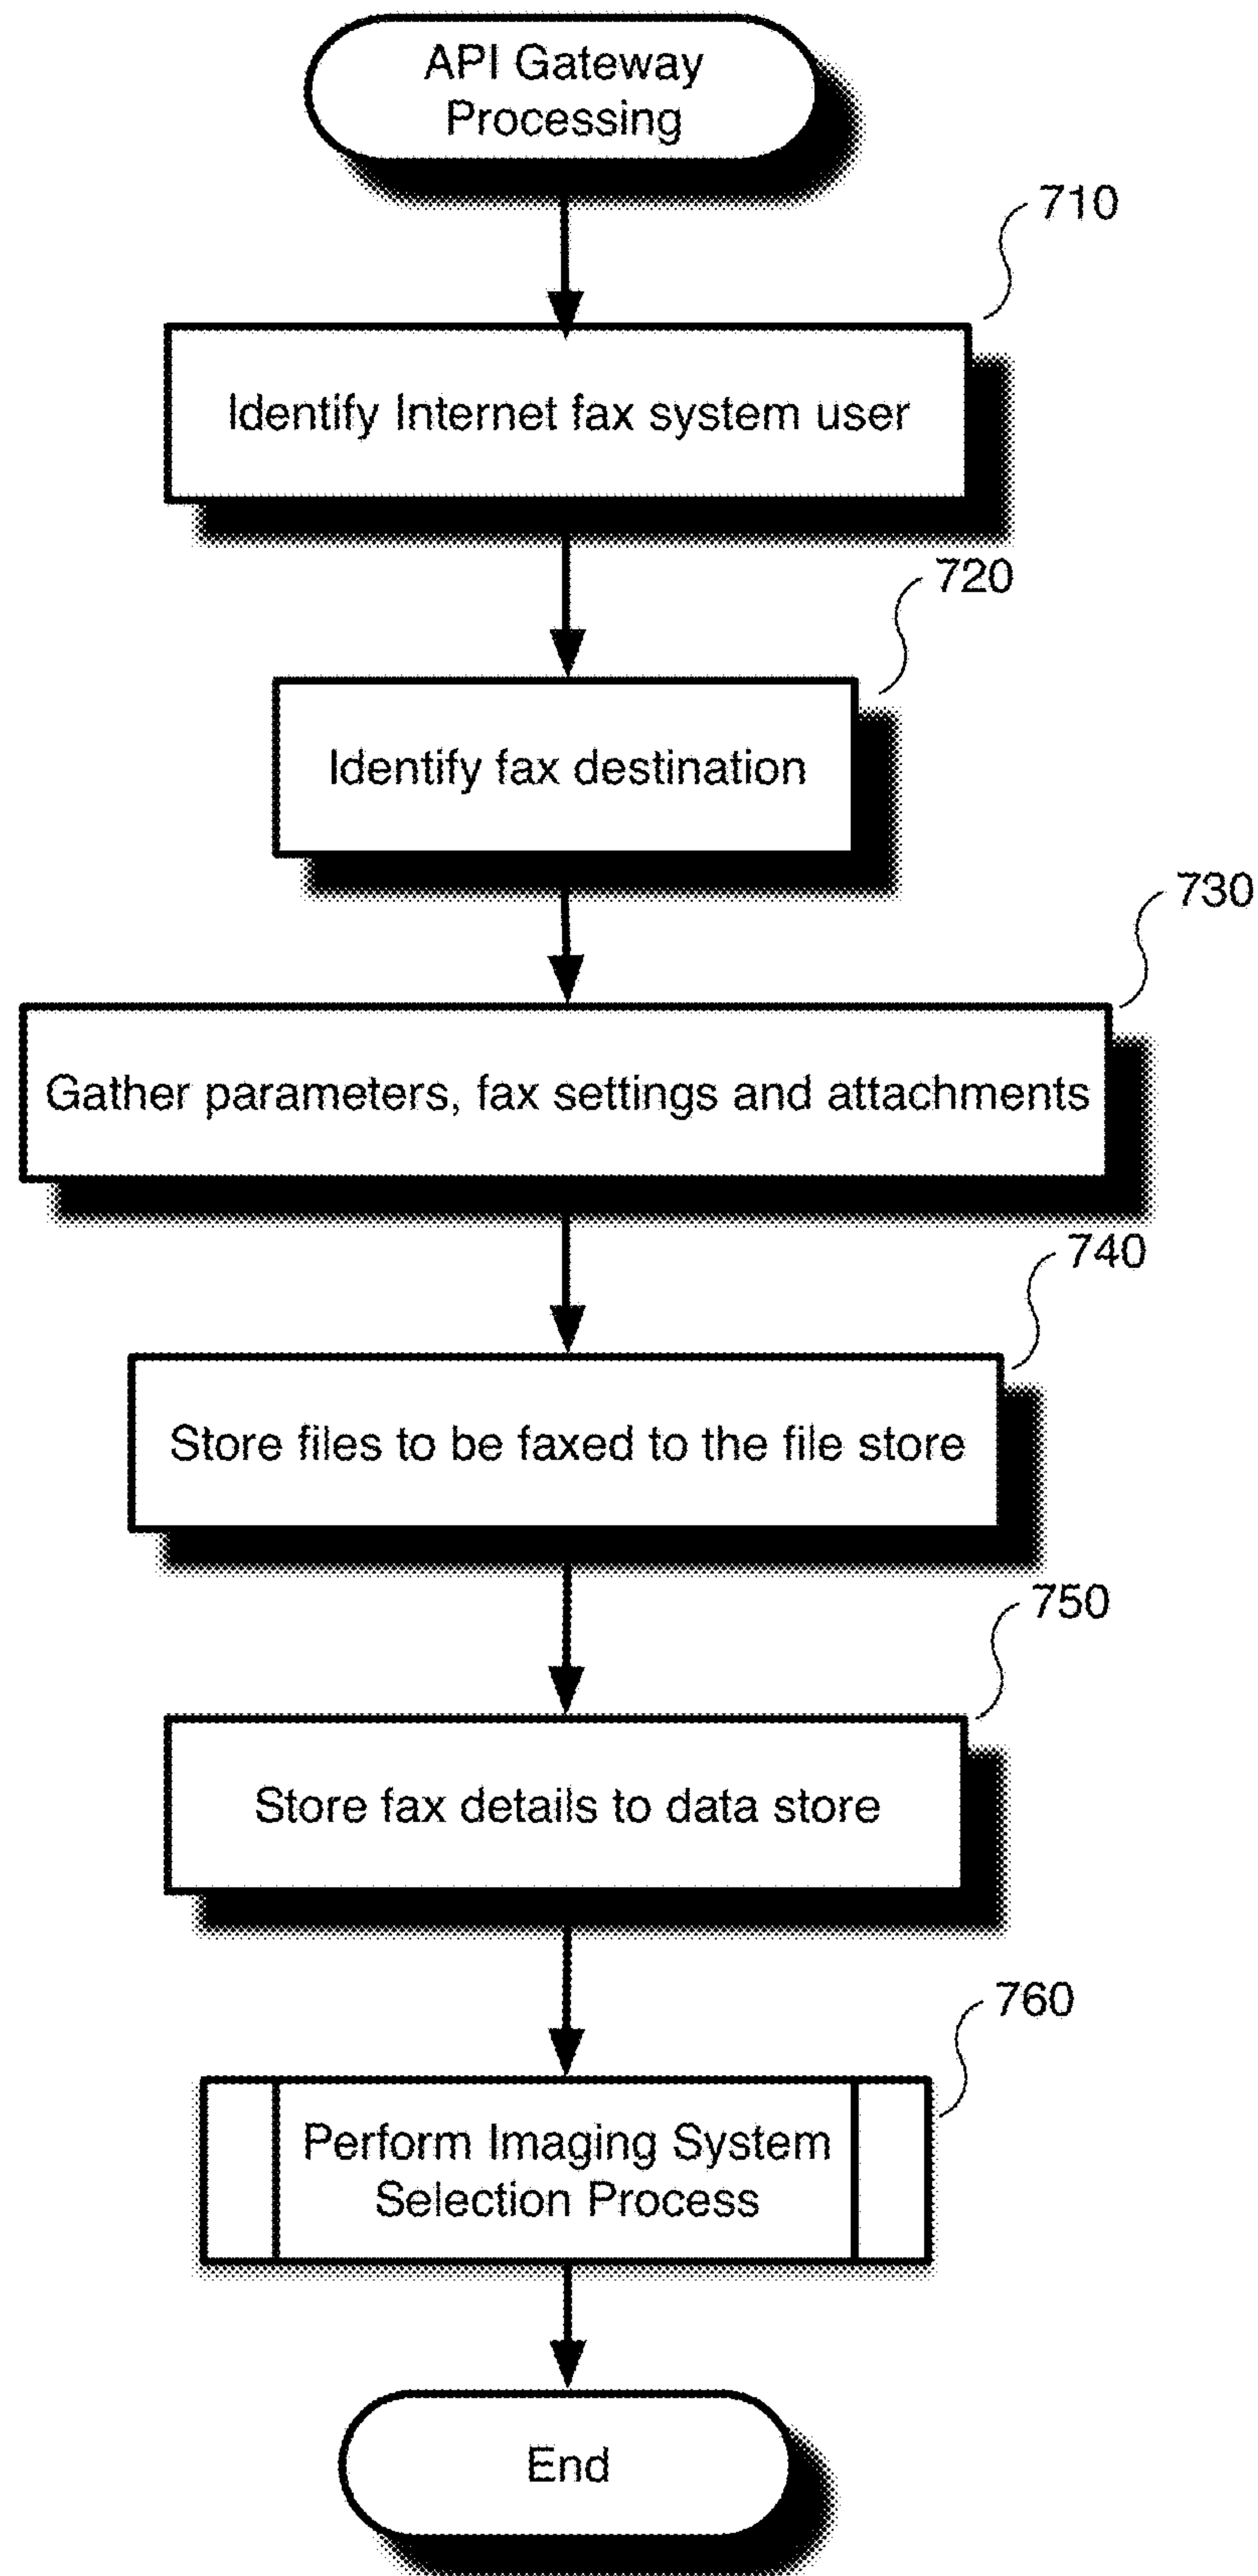 API Gateway
Processing
710
Identify Internet fax system user
720
Identify fax destination
730
Gather parameters, fax settings and attachments
740
Store files to be faxed to the file store
750
Store fax details to data store
760
Perform Imaging System
Selection Process
End